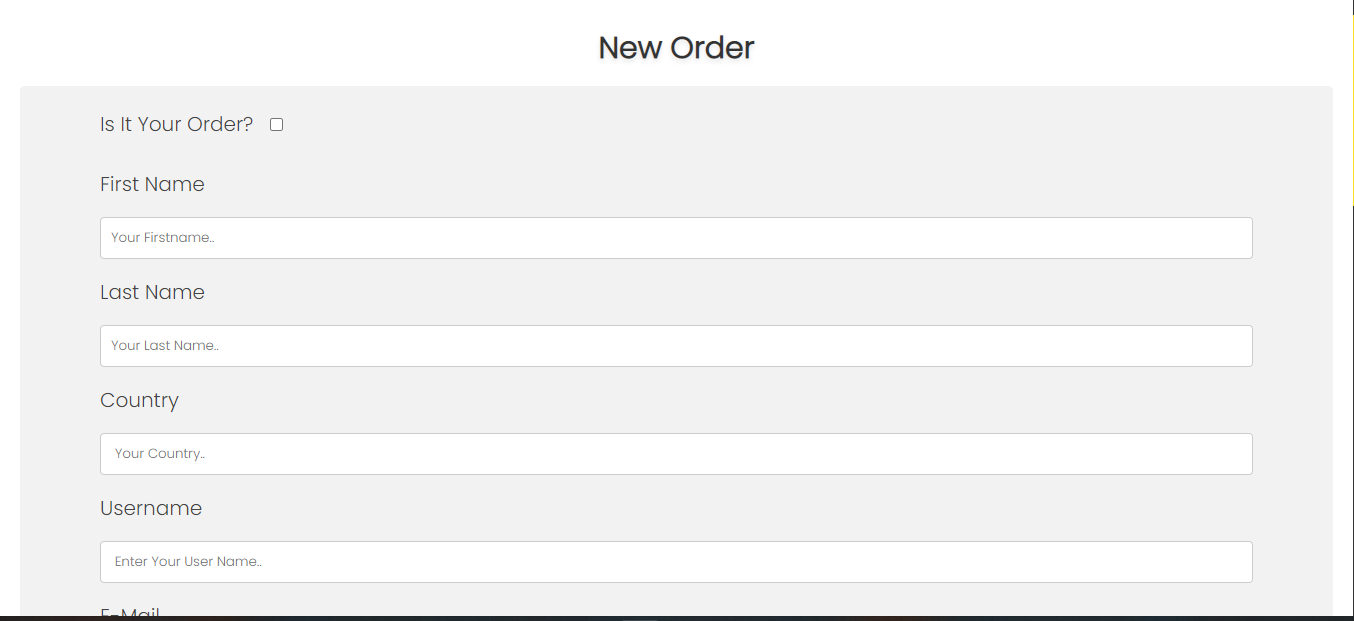 New Order
Is It Your Order?
First Name
Your Firstname..
Last Name
Your Last Name..
Country
Your Country..
Username
Enter Your User Name..
E-Mail